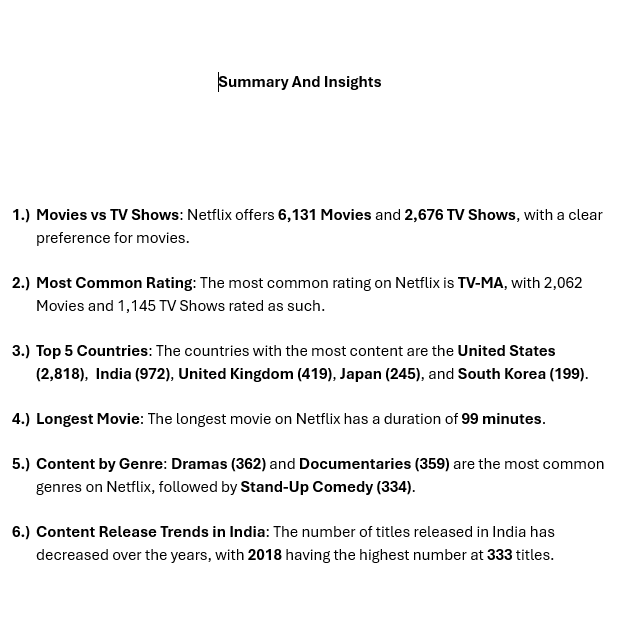 Summary And Insights
1.) Movies vs TV Shows: Netflix offers 6,131 Movies and 2,676 TV Shows, with a clear
preference for movies.
2.) Most Common Rating: The most common rating on Netflix is TV-MA, with 2,062
Movies and 1,145 TV Shows rated as such.
3.) Top 5 Countries: The countries with the most content are the United States
(2,818), India (972), United Kingdom (419), Japan (245), and South Korea (199).
4.) Longest Movie: The longest movie on Netflix has a duration of 99 minutes.
5.) Content by Genre: Dramas (362) and Documentaries (359) are the most common
genres on Netflix, followed by Stand-Up Comedy (334).
6.) Content Release Trends in India: The number of titles released in India has
decreased over the years, with 2018 having the highest number at 333 titles.